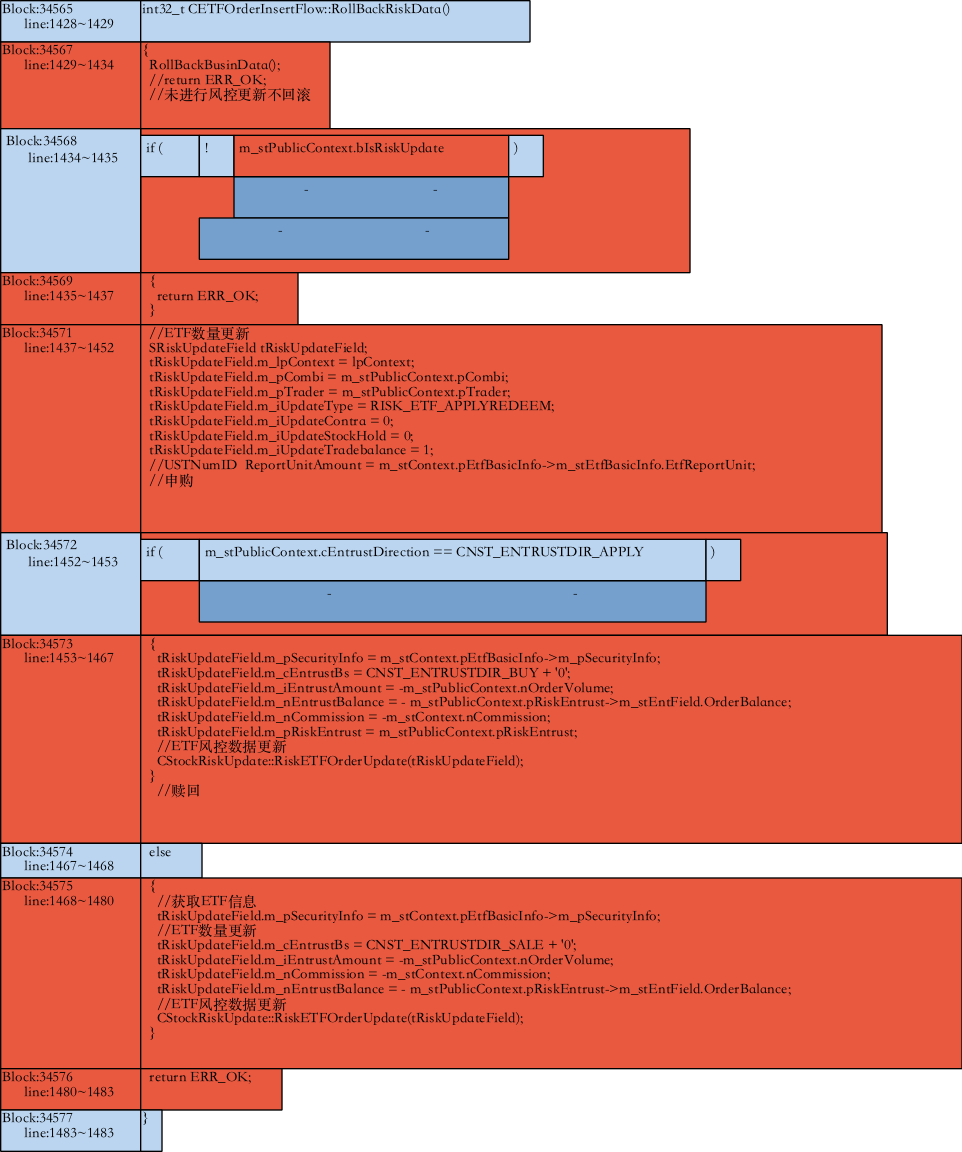 Block:34565
line:1428~1429
int32_t CETFOrderInsertFlow::RollBackRiskData()
Block:34567
line:1429~1434
{
RollBackBusinData();
//return ERR_OK;
//未进行风控更新不回滚
Block:34568
line:1434~1435
if ( ! m_stPublicContext.bIsRiskUpdate )
- -
- -
Block:34569
line:1435~1437
{
return ERR_OK;
}
Block:34571
line:1437~1452
//ETF数量更新
SRiskUpdateField tRiskUpdateField;
tRiskUpdateField.m_lpContext = lpContext;
tRiskUpdateField.m_pCombi = m_stPublicContext.pCombi;
tRiskUpdateField.m_pTrader = m_stPublicContext.pTrader;
tRiskUpdateField.m_iUpdateType = RISK_ETF_APPLYREDEEM;
tRiskUpdateField.m_iUpdateContra = 0;
tRiskUpdateField.m_iUpdateStockHold = 0;
tRiskUpdateField.m_iUpdateTradebalance = 1;
//USTNumID  ReportUnitAmount = m_stContext.pEtfBasicInfo->m_stEtfBasicInfo.EtfReportUnit;
//申购
Block:34572
line:1452~1453
if ( m_stPublicContext.cEntrustDirection == CNST_ENTRUSTDIR_APPLY )
- -
Block:34573
line:1453~1467
{
tRiskUpdateField.m_pSecurityInfo = m_stContext.pEtfBasicInfo->m_pSecurityInfo;
tRiskUpdateField.m_cEntrustBs = CNST_ENTRUSTDIR_BUY + '0';
tRiskUpdateField.m_iEntrustAmount = -m_stPublicContext.nOrderVolume;
tRiskUpdateField.m_nEntrustBalance = - m_stPublicContext.pRiskEntrust->m_stEntField.OrderBalance;
tRiskUpdateField.m_nCommission = -m_stContext.nCommission;
tRiskUpdateField.m_pRiskEntrust = m_stPublicContext.pRiskEntrust;
//ETF风控数据更新
CStockRiskUpdate::RiskETFOrderUpdate(tRiskUpdateField);
}
//赎回
Block:34574
line:1467~1468
else
Block:34575
line:1468~1480
{
//获取ETF信息
tRiskUpdateField.m_pSecurityInfo = m_stContext.pEtfBasicInfo->m_pSecurityInfo;
//ETF数量更新
tRiskUpdateField.m_cEntrustBs = CNST_ENTRUSTDIR_SALE + '0';
tRiskUpdateField.m_iEntrustAmount = -m_stPublicContext.nOrderVolume;
tRiskUpdateField.m_nCommission = -m_stContext.nCommission;
tRiskUpdateField.m_nEntrustBalance = - m_stPublicContext.pRiskEntrust->m_stEntField.OrderBalance;
//ETF风控数据更新
CStockRiskUpdate::RiskETFOrderUpdate(tRiskUpdateField);
}
Block:34576
line:1480~1483
return ERR_OK;
Block:34577
line:1483~1483
}